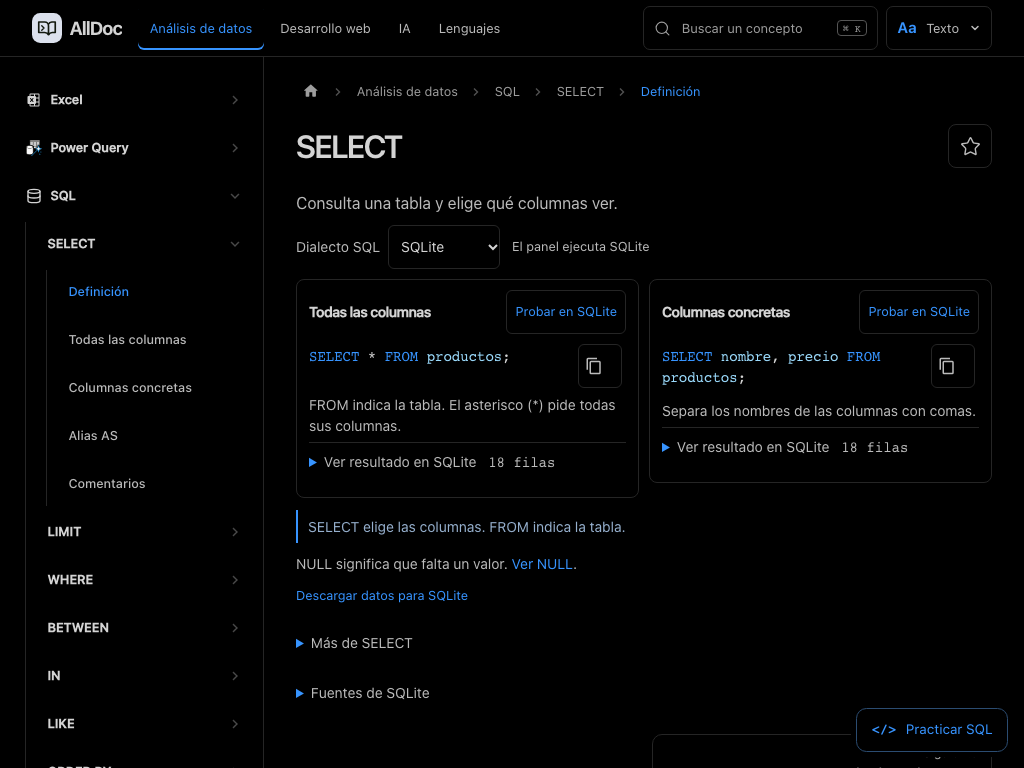 AllDoc
Análisis de datos
Desarrollo web
IA
Lenguajes
Buscar un concepto
⌘ K
Aa Texto
Excel
Power Query
SQL
SELECT
Definición
Todas las columnas
Columnas concretas
Alias AS
Comentarios
LIMIT
WHERE
BETWEEN
IN
LIKE
Análisis de datos
SQL
SELECT
Definición
SELECT
Consulta una tabla y elige qué columnas ver.
Dialecto SQL
SQLite
El panel ejecuta SQLite
Todas las columnas
Probar en SQLite
SELECT * FROM productos;
FROM indica la tabla. El asterisco (*) pide todas
sus columnas.
Ver resultado en SQLite 18 filas
Columnas concretas
Probar en SQLite
SELECT nombre, precio FROM
productos;
Separa los nombres de las columnas con comas.
Ver resultado en SQLite 18 filas
SELECT elige las columnas. FROM indica la tabla.
NULL significa que falta un valor. Ver NULL.
Descargar datos para SQLite
Más de SELECT
Fuentes de SQLite
</> Practicar SQL